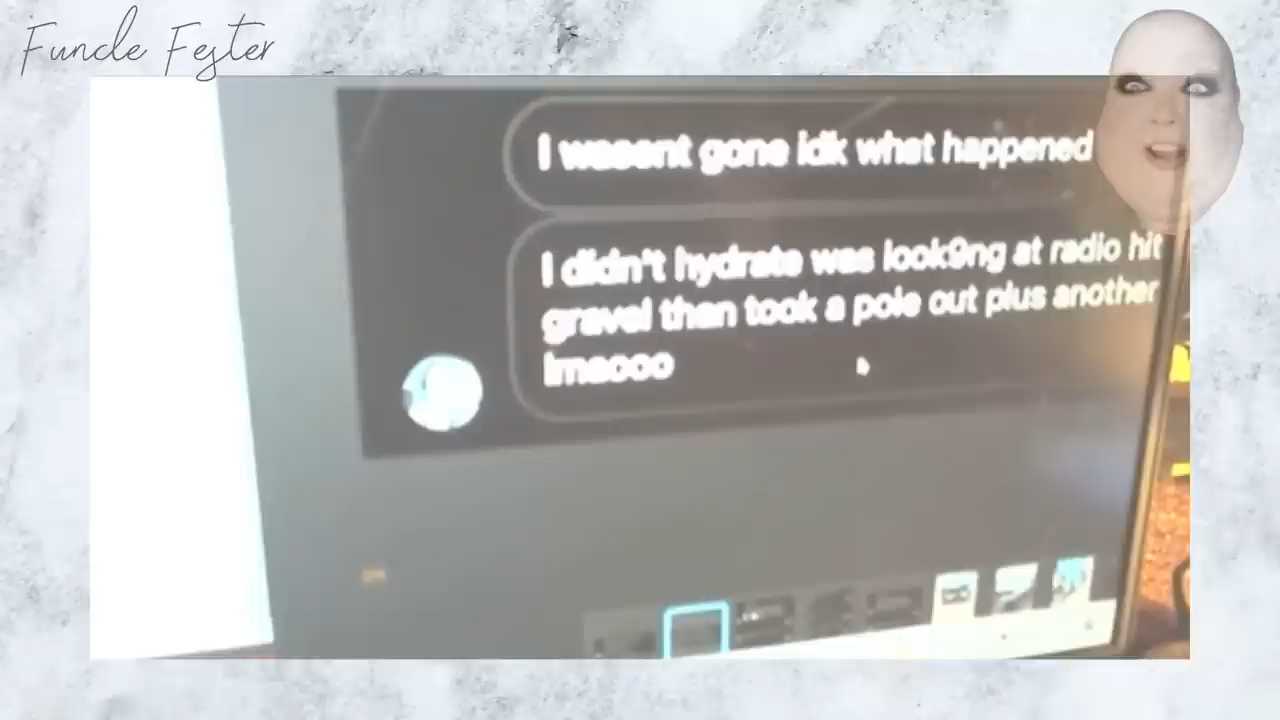 Funcle Fester
I wasent gone idk what happened
I didn't hydrate was look9ng at radio hit
gravel then took a pole out plus another
lmaooo